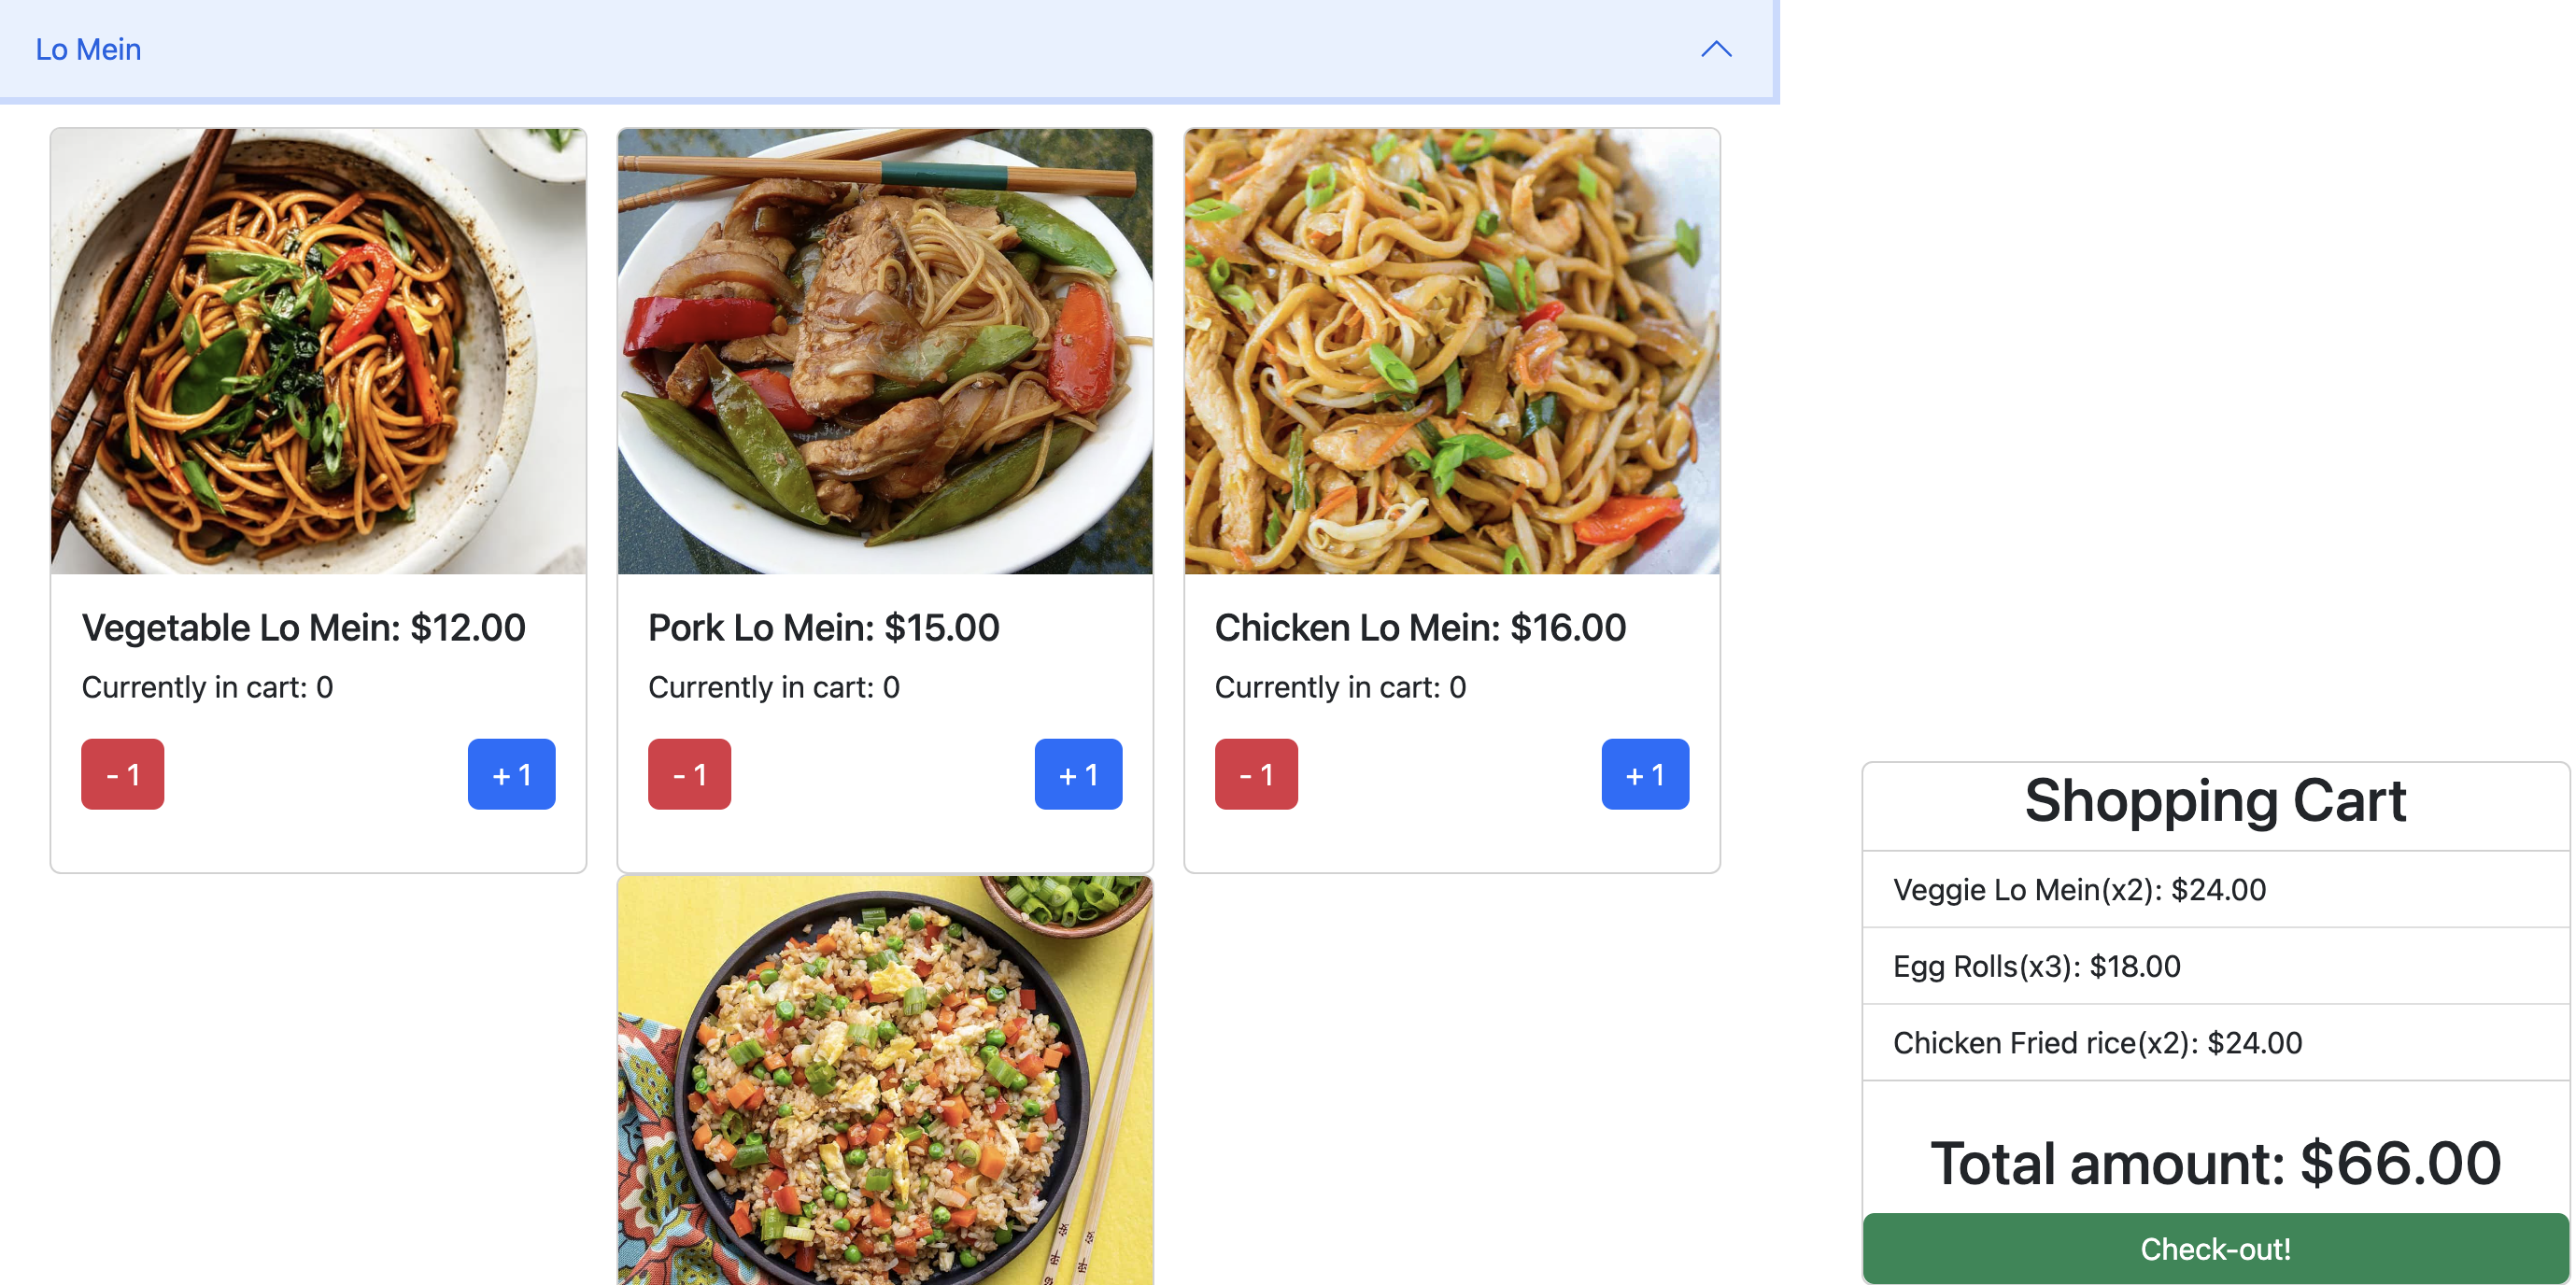 Lo Mein
Vegetable Lo Mein: $12.00
Currently in cart: 0
- 1
+ 1
Pork Lo Mein: $15.00
Currently in cart: 0
- 1
+ 1
Chicken Lo Mein: $16.00
Currently in cart: 0
- 1
+ 1
Shopping Cart
Veggie Lo Mein(x2): $24.00
Egg Rolls(x3): $18.00
Chicken Fried rice(x2): $24.00
Total amount: $66.00
Check-out!